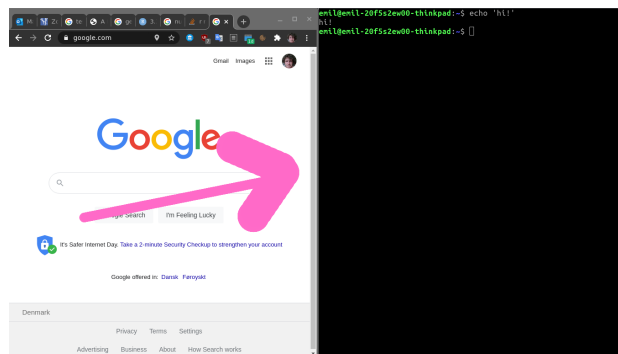 google.com
Gmail Images
Google
Search
I'm Feeling Lucky
It's Safer Internet Day. Take a 2-minute Security Checkup to strengthen your account
Google offered in: Dansk Føroyskt
Denmark
Privacy Terms Settings
Advertising Business About How Search works
emil@emil-20f5s2ew00-thinkpad:~$ echo 'hi!'
hi!
emil@emil-20f5s2ew00-thinkpad:~$